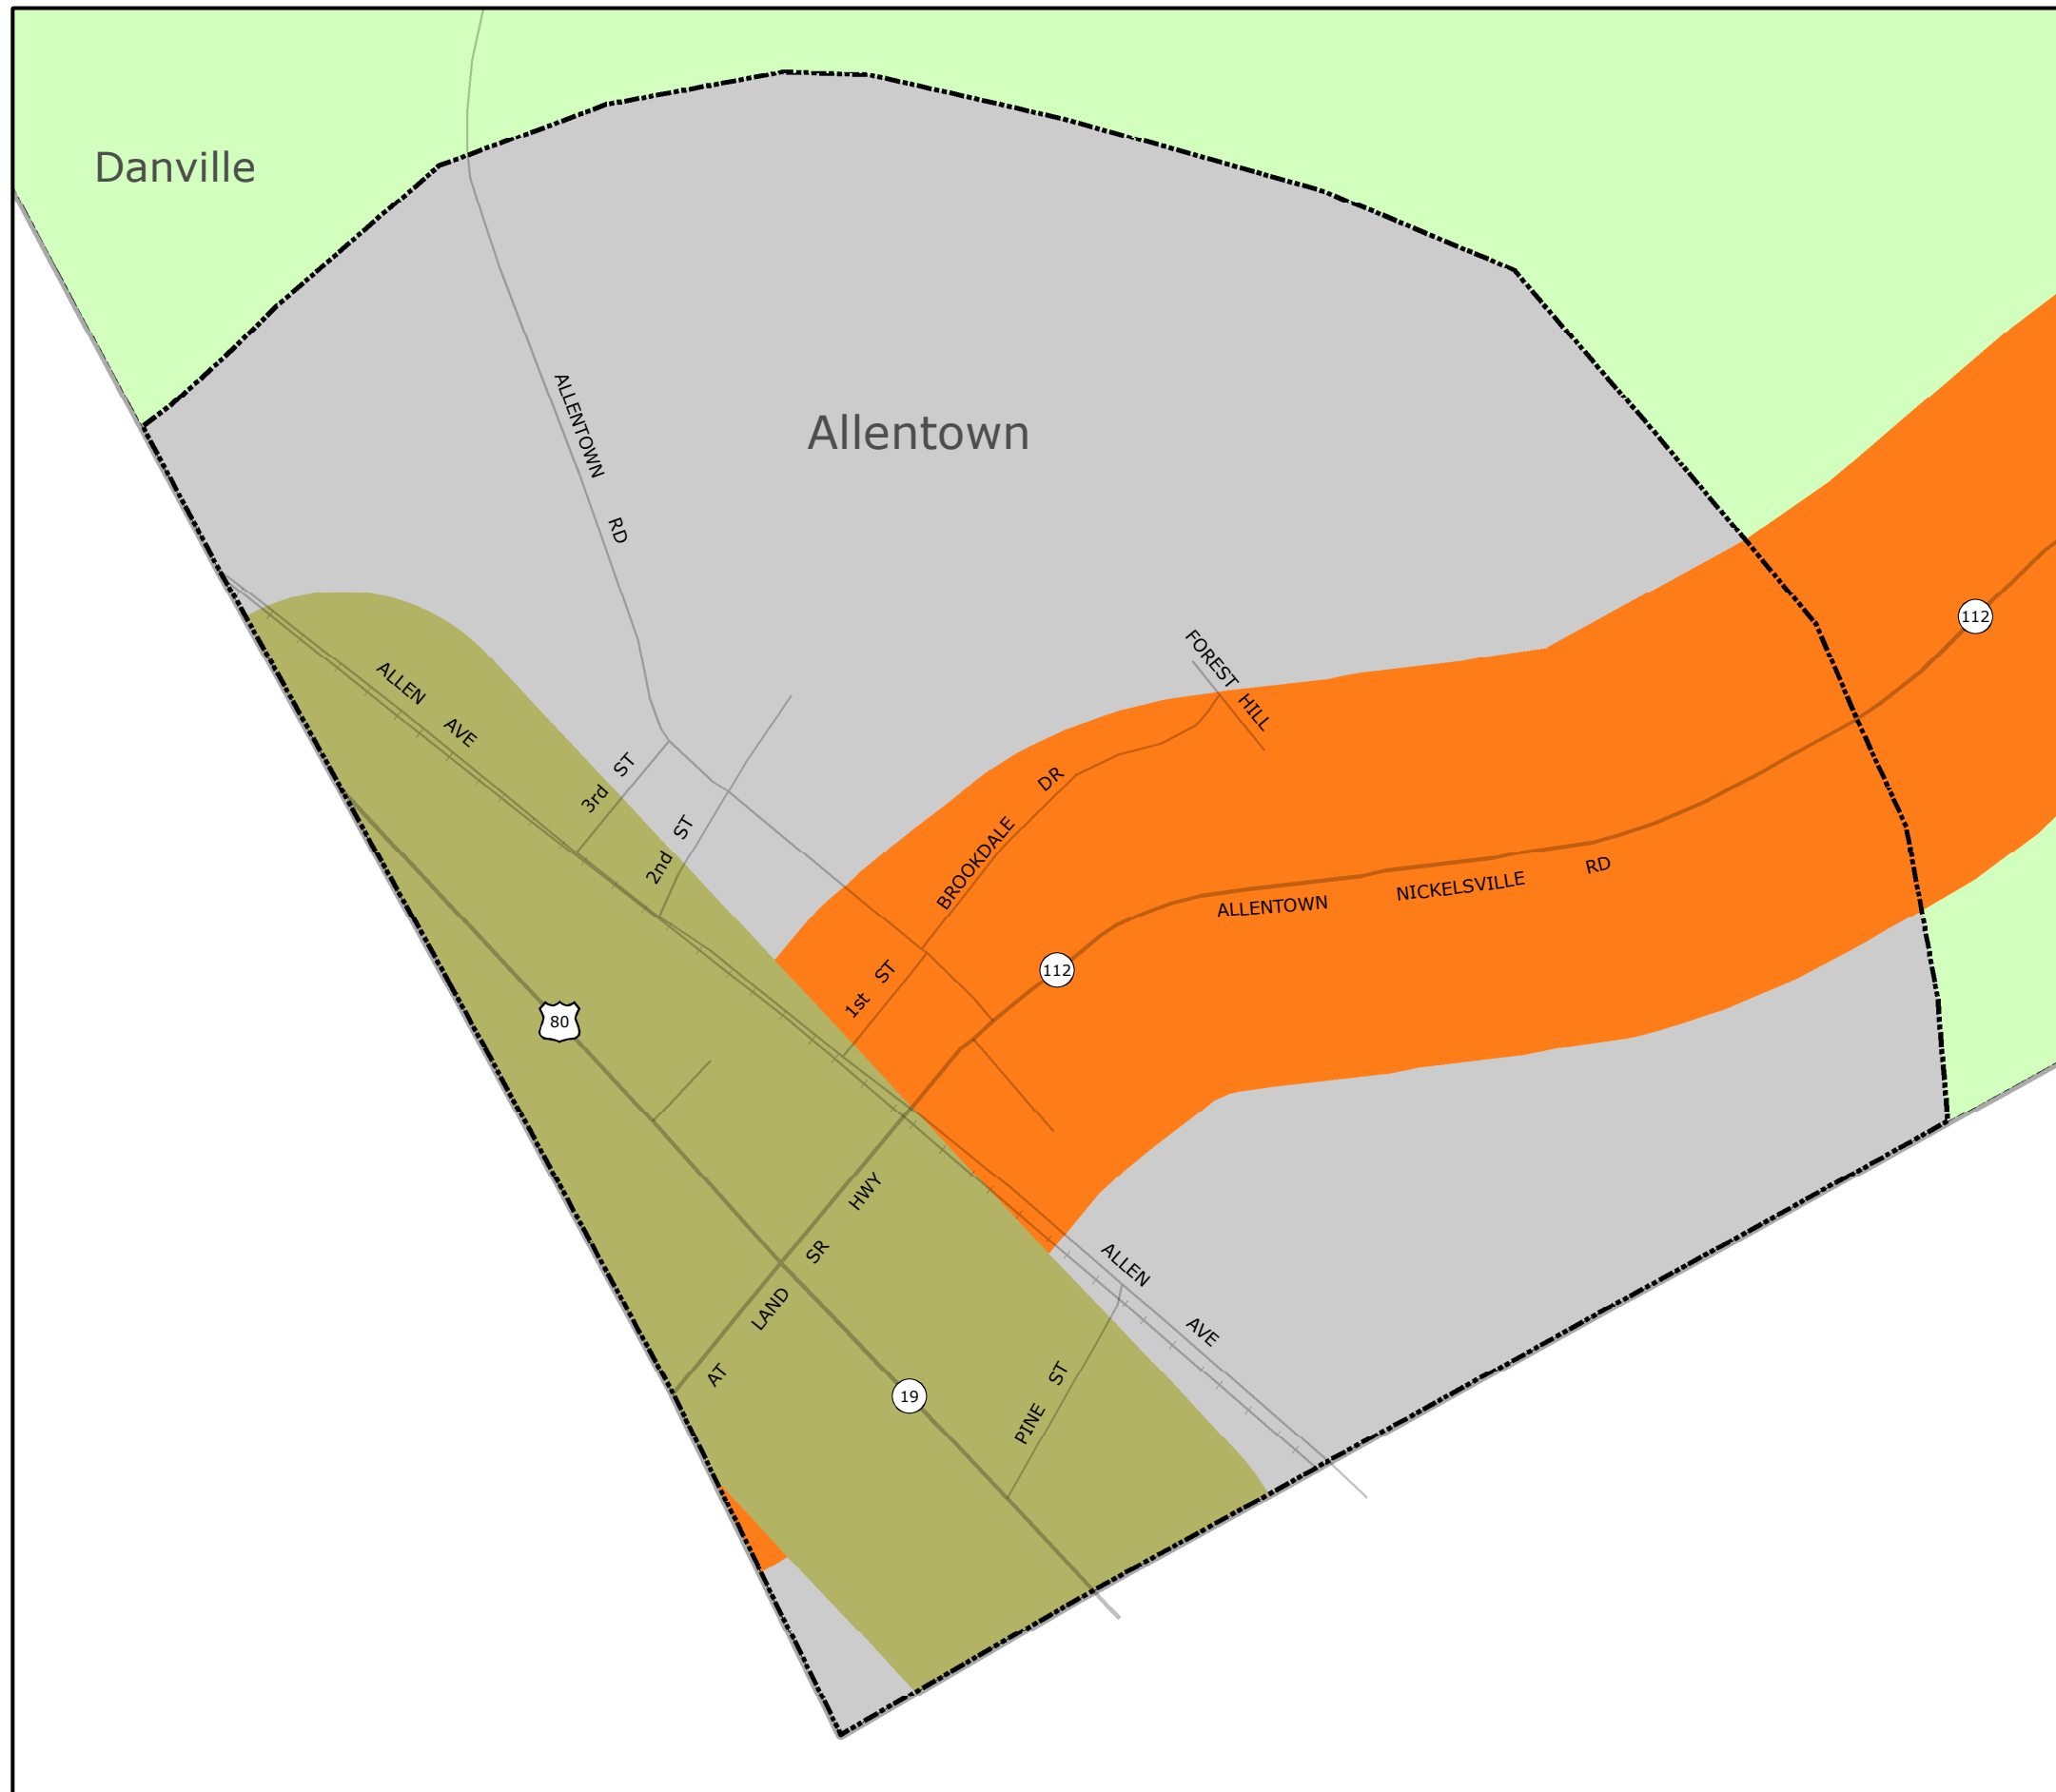 Danville
Allentown
ALLENTOWN RD
FOREST HILL
112
ALLEN AVE
3rd ST
2nd ST
BROOKDALE DR
ALLENTOWN NICKELSVILLE RD
1st ST
112
80
AT LAND SR HWY
ALLEN AVE
PINE ST
19